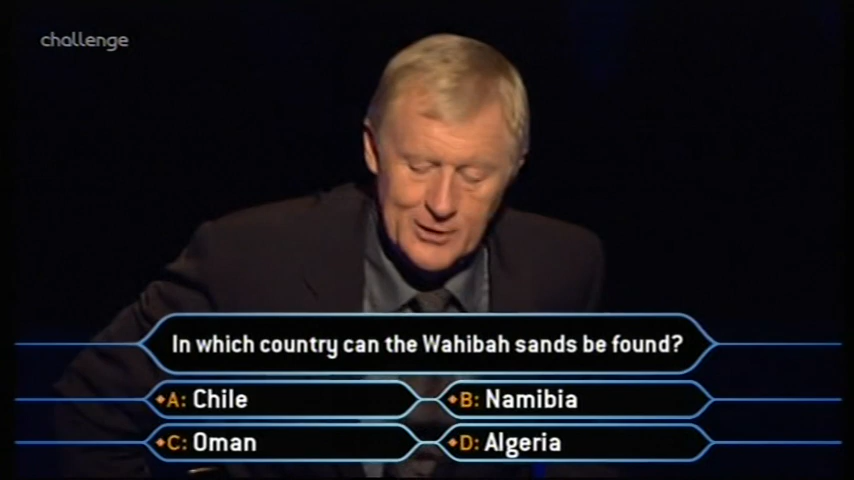 challenge
In which country can the Wahibah sands be found?
A: Chile
B: Namibia
C: Oman
D: Algeria